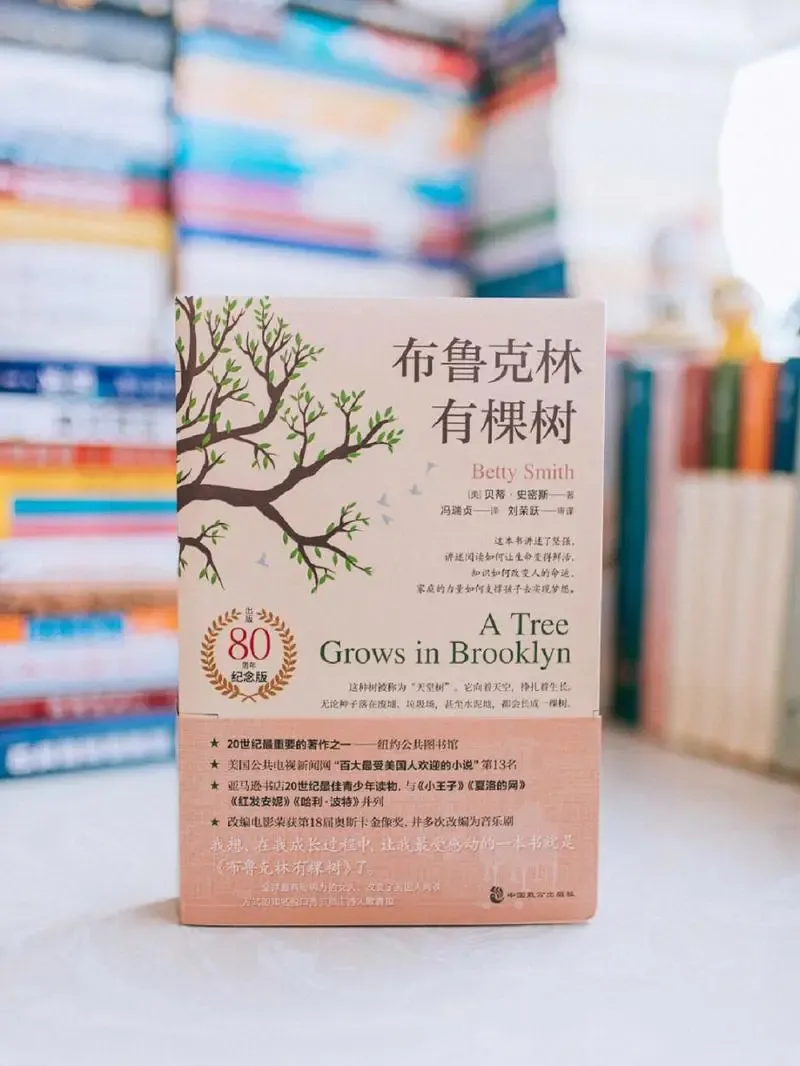 布鲁克林
有棵树
Betty Smith
[美]贝蒂·史密斯——著
冯瑞贞——译 刘荣跃——审译
这本书讲述了坚强,
讲述阅读如何让生命变得鲜活,
知识如何改变人的命运,
家庭的力量如何支撑孩子去实现梦想。
出版
80
周年
纪念版
A Tree
Grows in Brooklyn
这种树被称为“天堂树”。它向着天空,挣扎着生长。
无论种子落在废墟、垃圾场,甚至水泥地,都会长成一棵树。
★ 20世纪最重要的著作之一——纽约公共图书馆
★ 美国公共电视新闻网“百大最受美国人欢迎的小说”第13名
★ 亚马逊书店20世纪最佳青少年读物,与《小王子》《夏洛的网》
《红发安妮》《哈利·波特》并列
★ 改编电影荣获第18届奥斯卡金像奖,并多次改编为音乐剧
我想,在我成长过程中,让我最受感动的一本书就是
《布鲁克林有棵树》了。
中国致公出版社